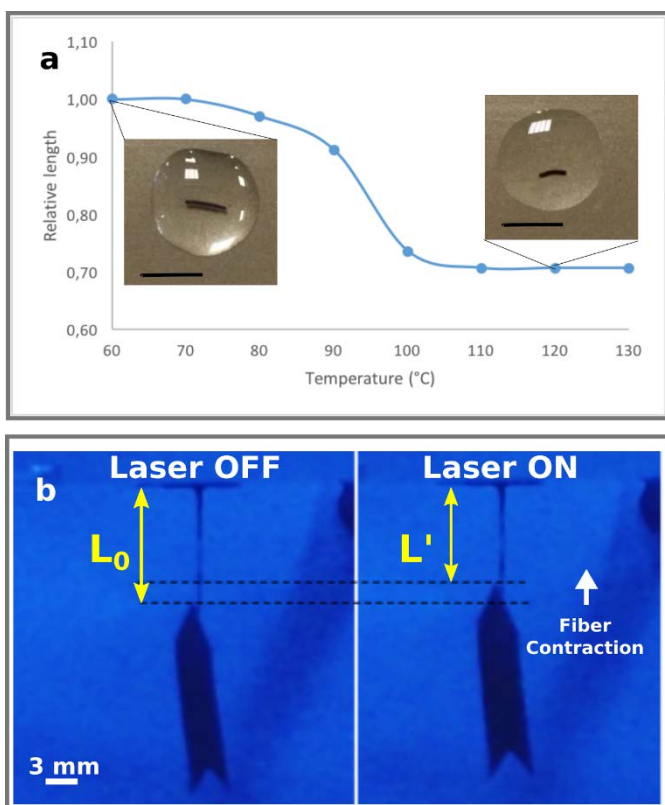 a
1,10
1,00
0,90
0,80
0,70
0,60
Relative length
60 70 80 90 100 110 120 130
Temperature (°C)
b
Laser OFF
Laser ON
L₀
L'
Fiber
Contraction
3 mm